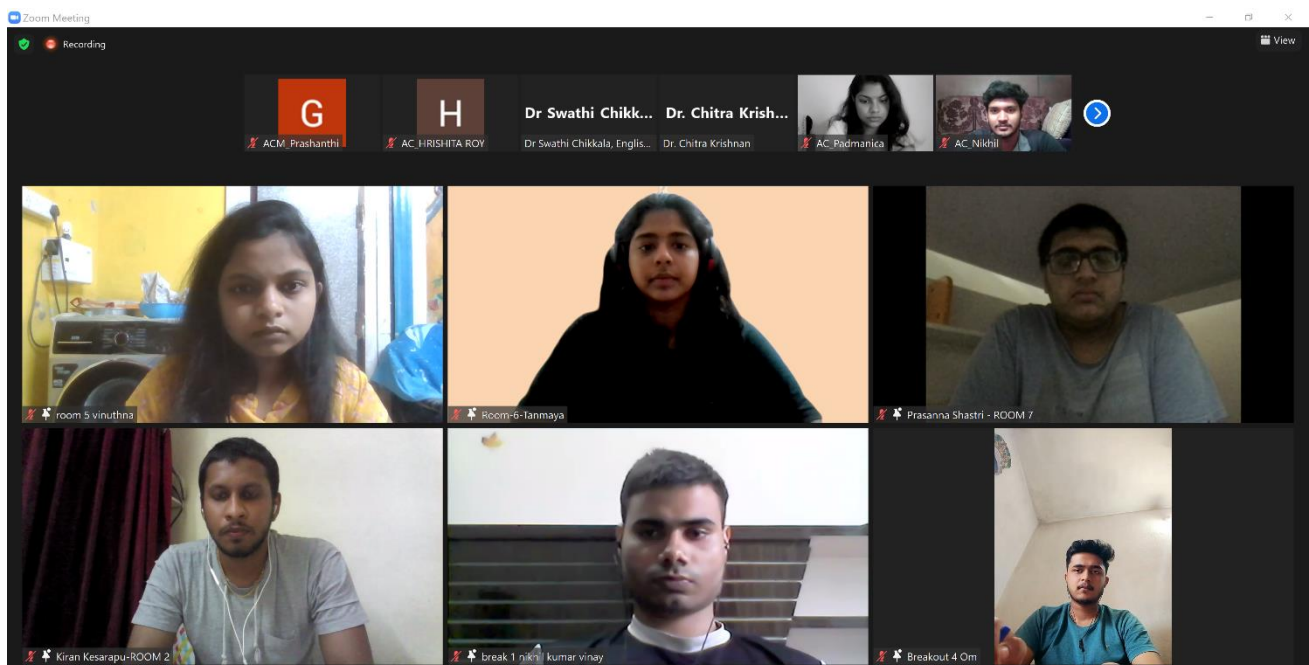 Zoom Meeting
Recording
View
G
H
Dr Swathi Chikk...
Dr. Chitra Krish...
ACM_Prashanthi
AC_HRISHITA ROY
Dr Swathi Chikkala, Englis...
Dr. Chitra Krishnan
AC_Padmanica
AC_Nikhil
room 5 vinuthna
Room-6-Tanmaya
Prasanna Shastri - ROOM 7
Kiran Kesarapu-ROOM 2
break 1 nikhil kumar vinay
Breakout 4 Om